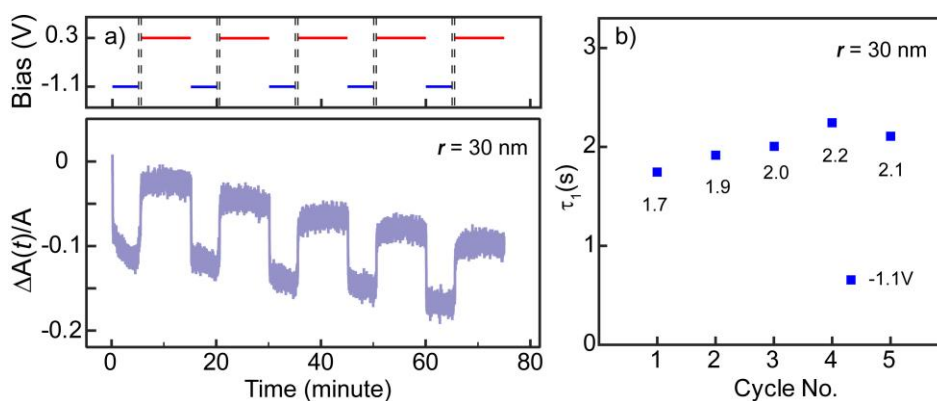 a)
Bias (V)
0.3
-1.1
r = 30 nm
ΔA(t)/A
0
-0.1
-0.2
0 20 40 60 80
Time (minute)
b)
r = 30 nm
τ1(s)
3
2
1
0
1.7
1.9
2.0
2.2
2.1
-1.1V
1 2 3 4 5
Cycle No.